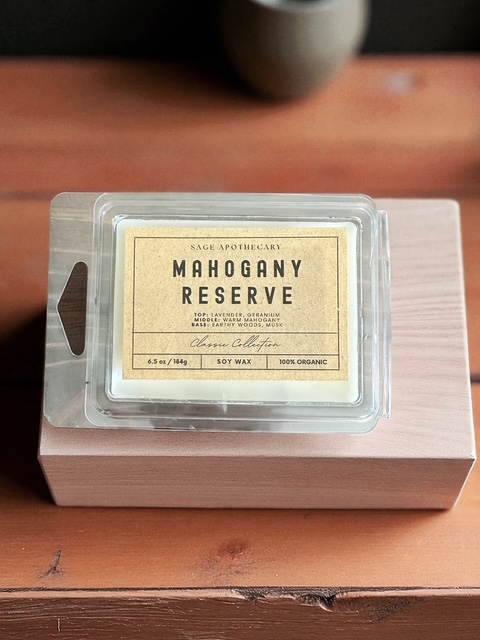 SAGE APOTHECARY
MAHOGANY
RESERVE
TOP: LAVENDER, GERANIUM
MIDDLE: WARM MAHOGANY
BASE: EARTHY WOODS, MUSK
Classic Collection
6.5 oz / 184g SOY WAX 100% ORGANIC